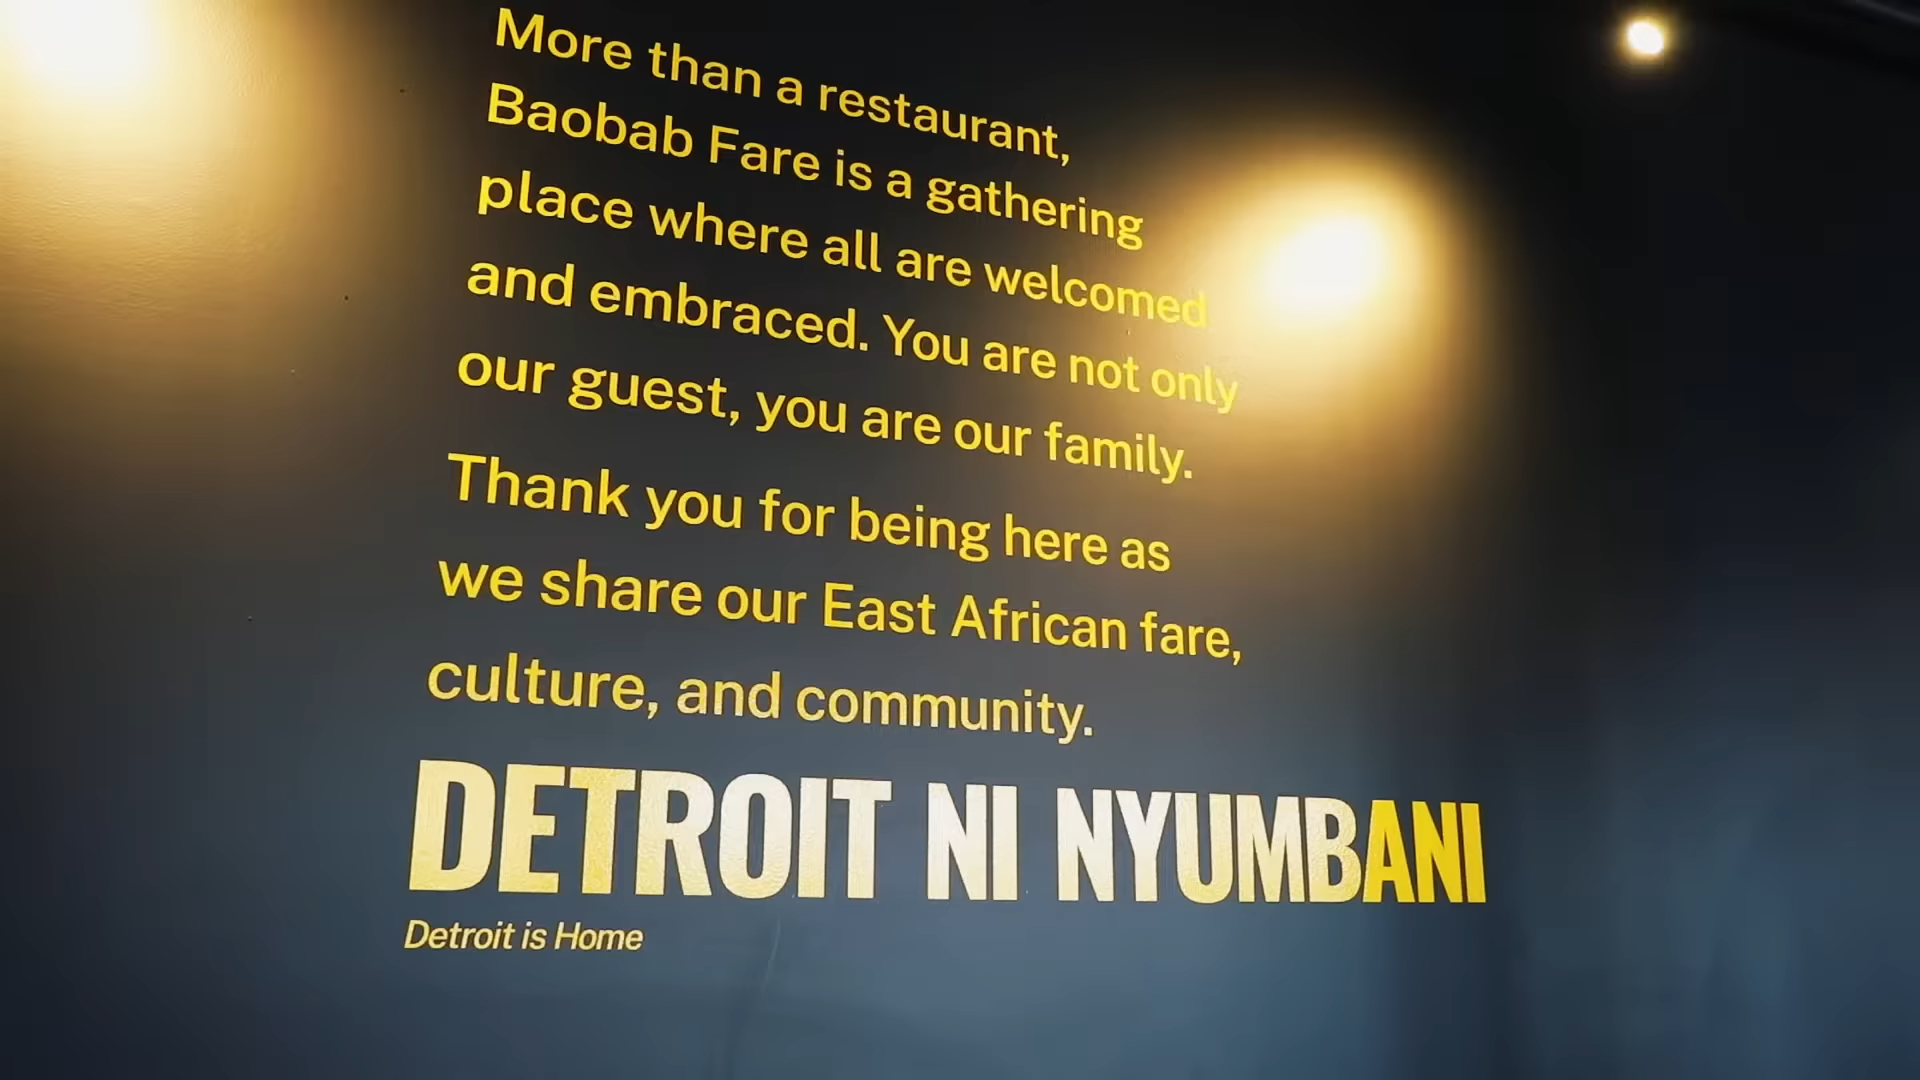 More than a restaurant,
Baobab Fare is a gathering
place where all are welcomed
and embraced. You are not only
our guest, you are our family.
Thank you for being here as
we share our East African fare,
culture, and community.
DETROIT NI NYUMBANI
Detroit is Home